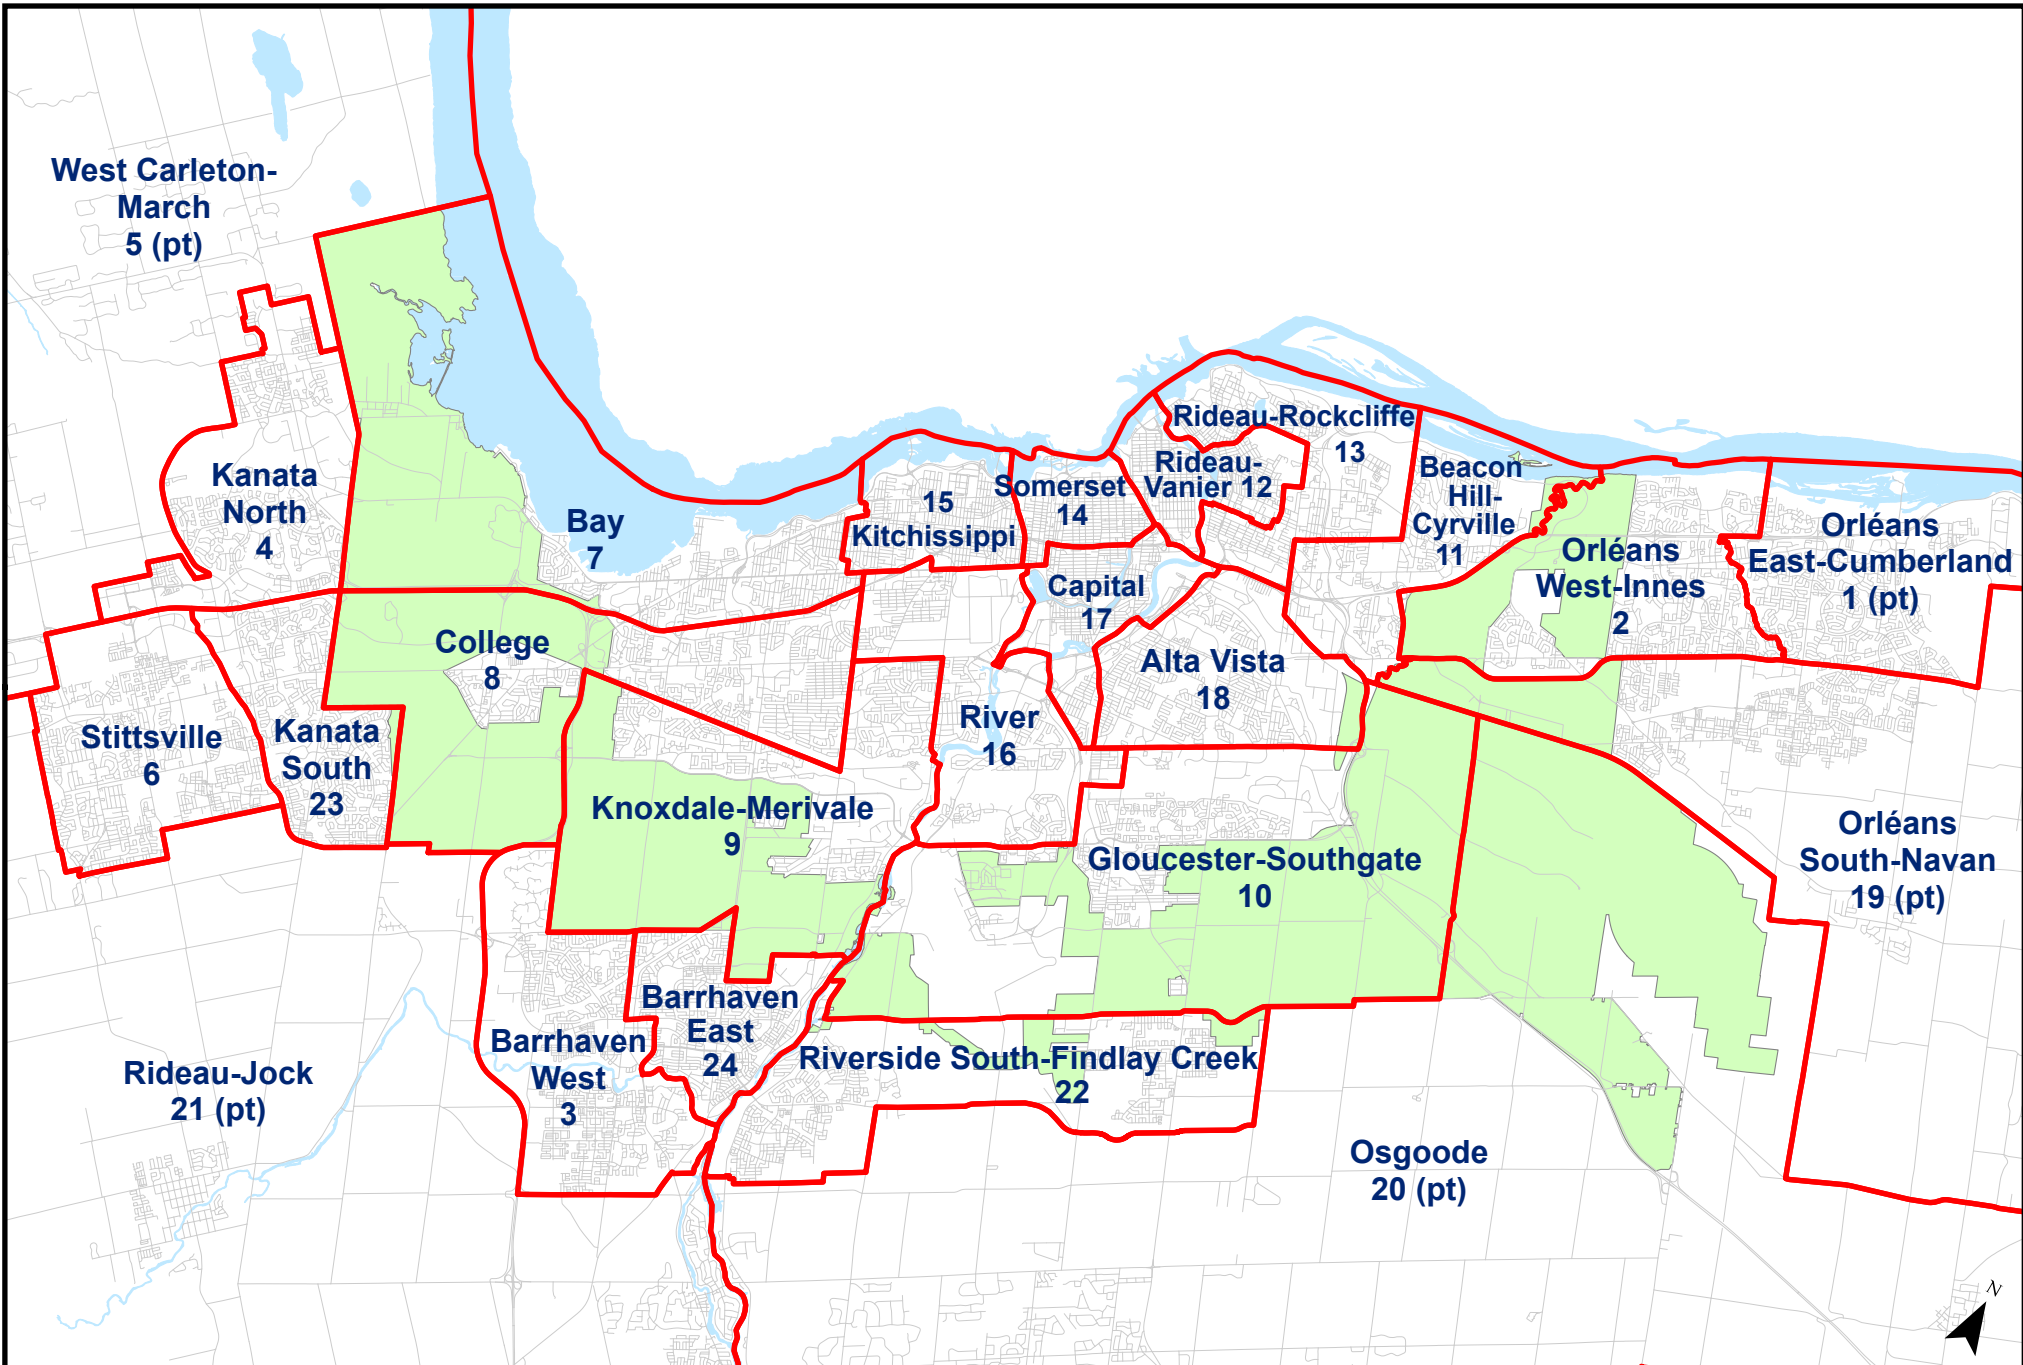 West Carleton-
March
5 (pt)
Kanata
North
4
Bay
7
15
Kitchissippi
Somerset
14
Rideau-
Vanier 12
Rideau-Rockcliffe
13
Beacon
Hill-
Cyrville
11
Orléans
West-Innes
2
Orléans
East-Cumberland
1 (pt)
Capital
17
College
8
Alta Vista
18
Stittsville
6
Kanata
South
23
River
16
Knoxdale-Merivale
9
Gloucester-Southgate
10
Orléans
South-Navan
19 (pt)
Barrhaven
East
24
Barrhaven
West
3
Riverside South-Findlay Creek
22
Rideau-Jock
21 (pt)
Osgoode
20 (pt)
N